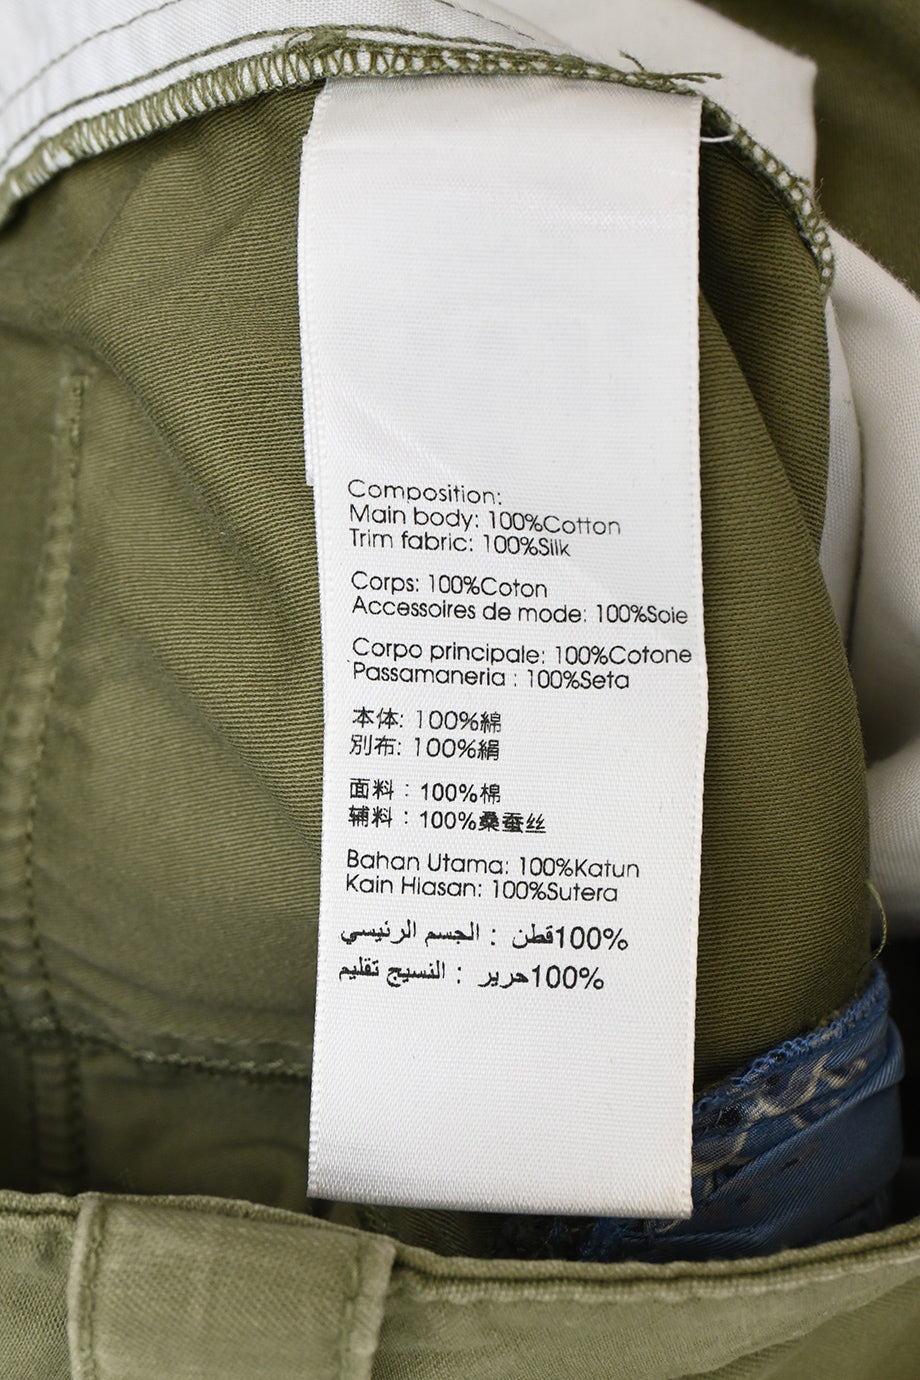 Composition:
Main body: 100%Cotton
Trim fabric: 100%Silk
Corps: 100%Coton
Accessoires de mode: 100%Soie
Corpo principale: 100%Cotone
Passamaneria : 100%Seta
本体: 100%綿
別布: 100%絹
面料：100%棉
辅料：100%桑蚕丝
Bahan Utama: 100%Katun
Kain Hiasan: 100%Sutera
100%قطن : الجسم الرئيسي
100%حرير : النسيج تقليم